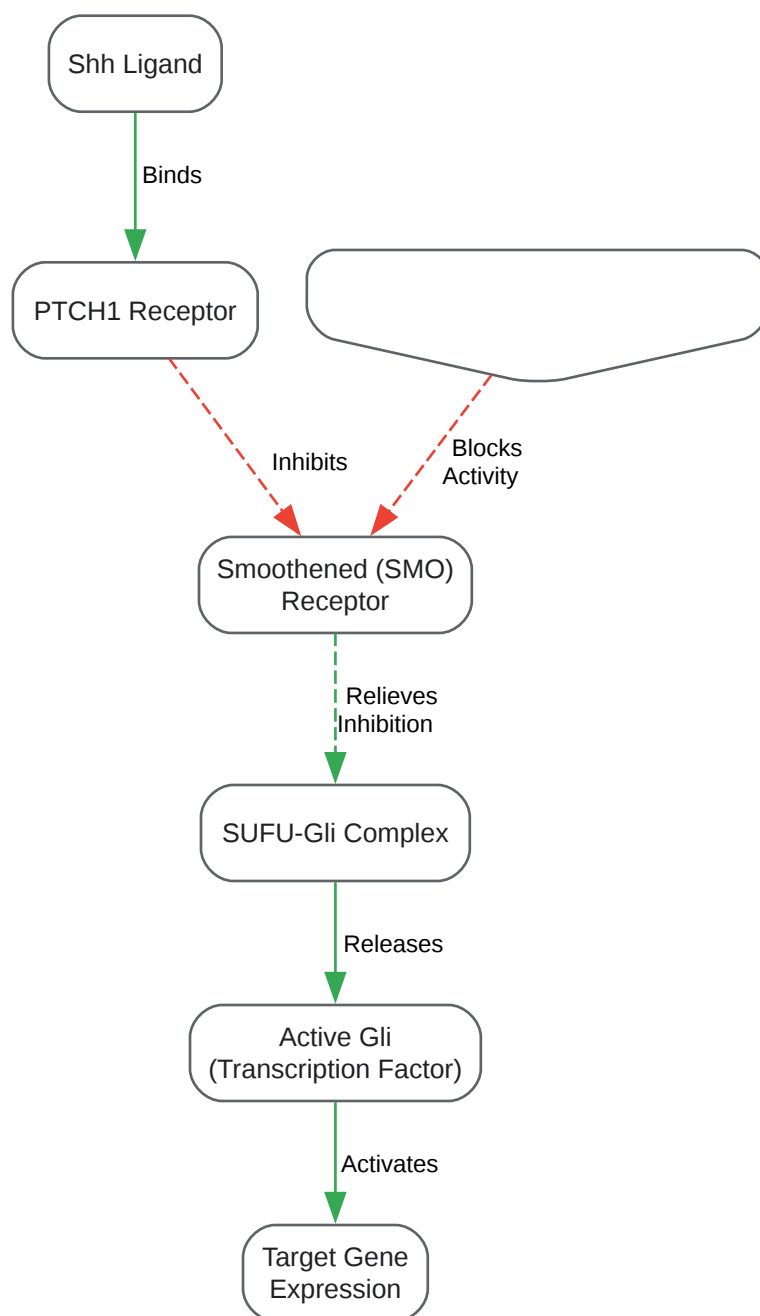 Shh Ligand
Binds
PTCH1 Receptor
Inhibits
Blocks
Activity
Smoothened (SMO)
Receptor
Relieves
Inhibition
SUFU-Gli Complex
Releases
Active Gli
(Transcription Factor)
Activates
Target Gene
Expression